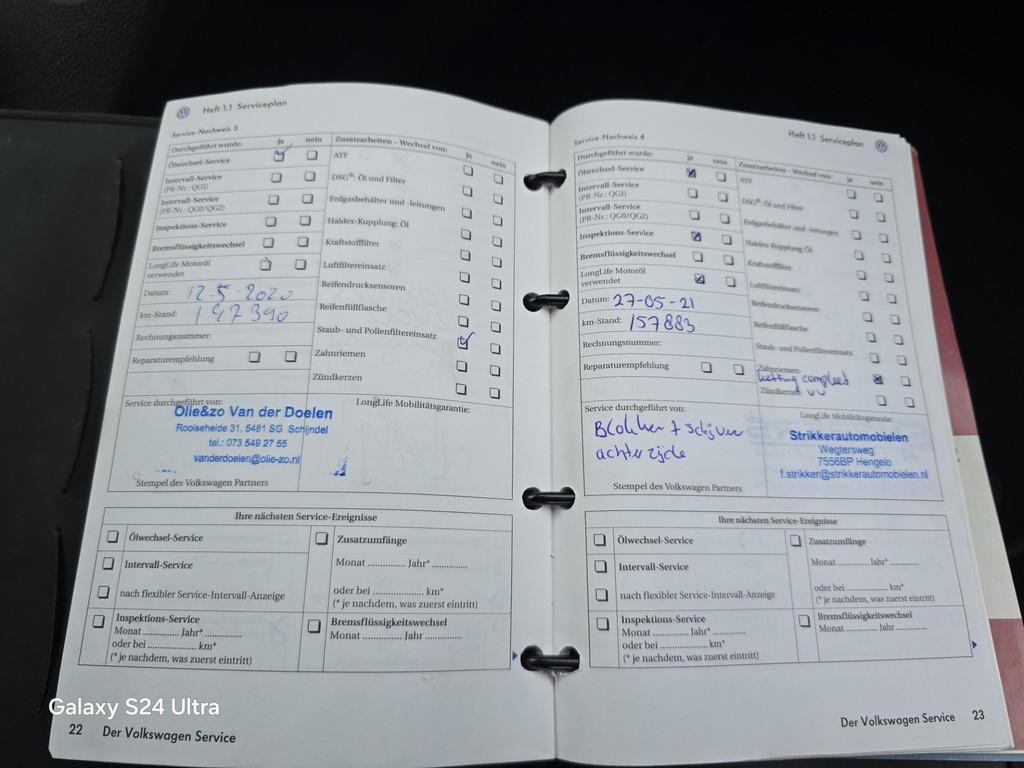 Heft 1.1 Serviceplan
Service-Nachweis 3
Durchgeführt wurde: ja nein
Ölwechsel-Service
Intervall-Service
(PR-Nr.: QG1)
Intervall-Service
(PR-Nr.: QG0/QG2)
Inspektions-Service
Bremsflüssigkeitswechsel
LongLife Motoröl
verwendet
Datum: 12-5-2020
km-Stand: 147390
Rechnungsnummer:
Reparaturempfehlung
Zusatzarbeiten – Wechsel von: ja nein
ATF
DSG®: Öl und Filter
Erdgasbehälter und -leitungen
Haldex-Kupplung: Öl
Kraftstofffilter
Luftfiltereinsatz
Reifendrucksensoren
Reifenfüllflasche
Staub- und Pollenfiltereinsatz
Zahnriemen
Zündkerzen
Service durchgeführt von:
Olie&zo Van der Doelen
Rooiseheide 31, 5481 SG Schijndel
tel.: 073 549 27 55
vanderdoelen@olie-zo.nl
Stempel des Volkswagen Partners
LongLife Mobilitätsgarantie:
Ihre nächsten Service-Ereignisse
Ölwechsel-Service
Intervall-Service
nach flexibler Service-Intervall-Anzeige
Inspektions-Service
Monat ............ Jahr* ..............
oder bei .................... km*
(* je nachdem, was zuerst eintritt)
Zusatzumfänge
Monat ............. Jahr* .............
oder bei ..................... km*
(* je nachdem, was zuerst eintritt)
Bremsflüssigkeitswechsel
Monat ............. Jahr .............
Galaxy S24 Ultra
22 Der Volkswagen Service
Heft 1.1 Serviceplan
Service-Nachweis 4
Durchgeführt wurde: ja nein
Ölwechsel-Service
Intervall-Service
(PR-Nr.: QG1)
Intervall-Service
(PR-Nr.: QG0/QG2)
Inspektions-Service
Bremsflüssigkeitswechsel
LongLife Motoröl
verwendet
Datum: 27-05-21
km-Stand: 157883
Rechnungsnummer:
Reparaturempfehlung
Zusatzarbeiten – Wechsel von: ja nein
ATF
DSG®: Öl und Filter
Erdgasbehälter und -leitungen
Haldex-Kupplung: Öl
Kraftstofffilter
Luftfiltereinsatz
Reifendrucksensoren
Reifenfüllflasche
Staub- und Pollenfiltereinsatz
Zahnriemen:
ketting compleet
Zündkerzen
Service durchgeführt von:
Blokken + schijven
achterzijde
Stempel des Volkswagen Partners
LongLife Mobilitätsgarantie:
Strikkerautomobielen
Wegtersweg
7556BP Hengelo
f.strikker@strikkerautomobielen.nl
Ihre nächsten Service-Ereignisse
Ölwechsel-Service
Intervall-Service
nach flexibler Service-Intervall-Anzeige
Inspektions-Service
Monat ............ Jahr* ..............
oder bei .................... km*
(* je nachdem, was zuerst eintritt)
Zusatzumfänge
Monat ............. Jahr* .............
oder bei ..................... km*
(* je nachdem, was zuerst eintritt)
Bremsflüssigkeitswechsel
Monat ............. Jahr .............
Der Volkswagen Service 23